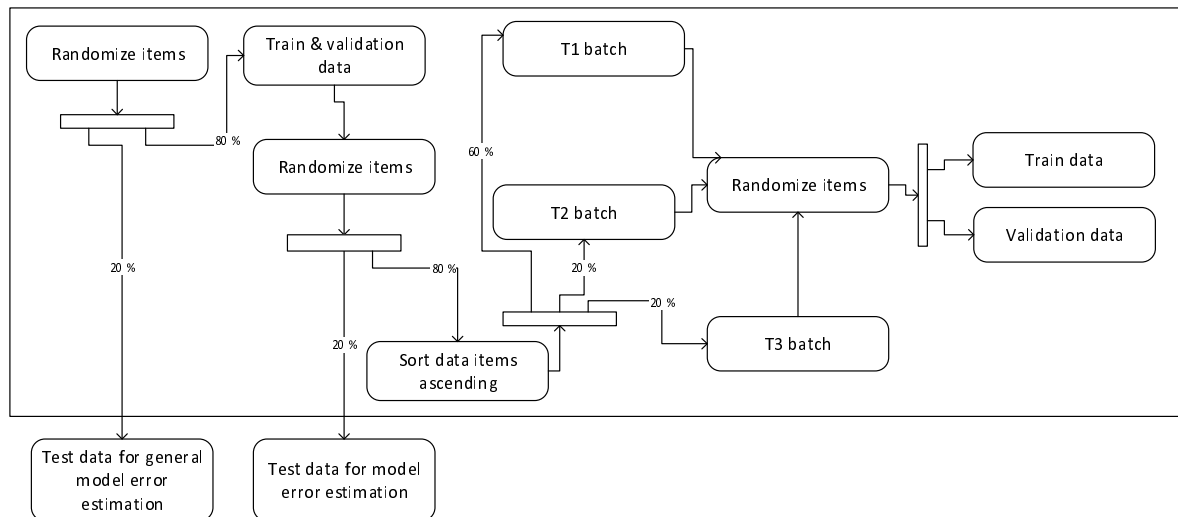 Randomize items
80 %
20 %
Train & validation
data
Randomize items
80 %
20 %
Sort data items
ascending
60 %
20 %
20 %
T1 batch
T2 batch
T3 batch
Randomize items
Train data
Validation data
Test data for general
model error
estimation
Test data for model
error estimation